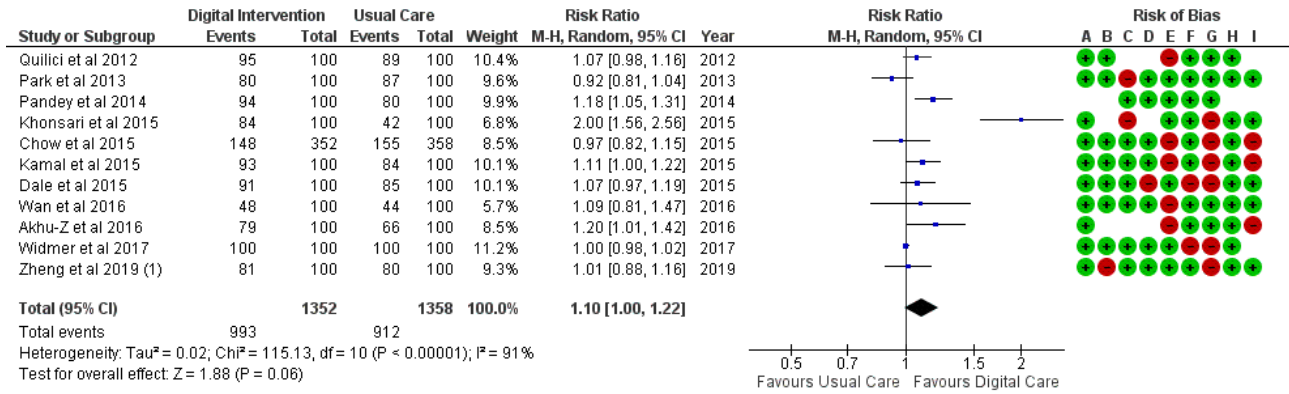 Digital Intervention Usual Care Risk Ratio Risk Ratio Risk of Bias
Study or Subgroup Events Total Events Total Weight M-H, Random, 95% CI Year M-H, Random, 95% CI A B C D E F G H I
Quilici et al 2012 95 100 89 100 10.4% 1.07 [0.98, 1.16] 2012 + + - + + +
Park et al 2013 80 100 87 100 9.6% 0.92 [0.81, 1.04] 2013 + + - + + + + + +
Pandey et al 2014 94 100 80 100 9.9% 1.18 [1.05, 1.31] 2014 + + + + +
Khonsari et al 2015 84 100 42 100 6.8% 2.00 [1.56, 2.56] 2015 + - + + - + +
Chow et al 2015 148 352 155 358 8.5% 0.97 [0.82, 1.15] 2015 + + + + - + - + -
Kamal et al 2015 93 100 84 100 10.1% 1.11 [1.00, 1.22] 2015 + + + + - + - + -
Dale et al 2015 91 100 85 100 10.1% 1.07 [0.97, 1.19] 2015 + + + - + - - + +
Wan et al 2016 48 100 44 100 5.7% 1.09 [0.81, 1.47] 2016 + + + + - + + + +
Akhu-Z et al 2016 79 100 66 100 8.5% 1.20 [1.01, 1.42] 2016 + - + - + -
Widmer et al 2017 100 100 100 100 11.2% 1.00 [0.98, 1.02] 2017 + + + + + - - + +
Zheng et al 2019 (1) 81 100 80 100 9.3% 1.01 [0.88, 1.16] 2019 + - + + + + - + +
Total (95% CI) 1352 1358 100.0% 1.10 [1.00, 1.22]
Total events 993 912
Heterogeneity: Tau² = 0.02; Chi² = 115.13, df = 10 (P < 0.00001); I² = 91%
Test for overall effect: Z = 1.88 (P = 0.06)
0.5 0.7 1 1.5 2
Favours Usual Care Favours Digital Care